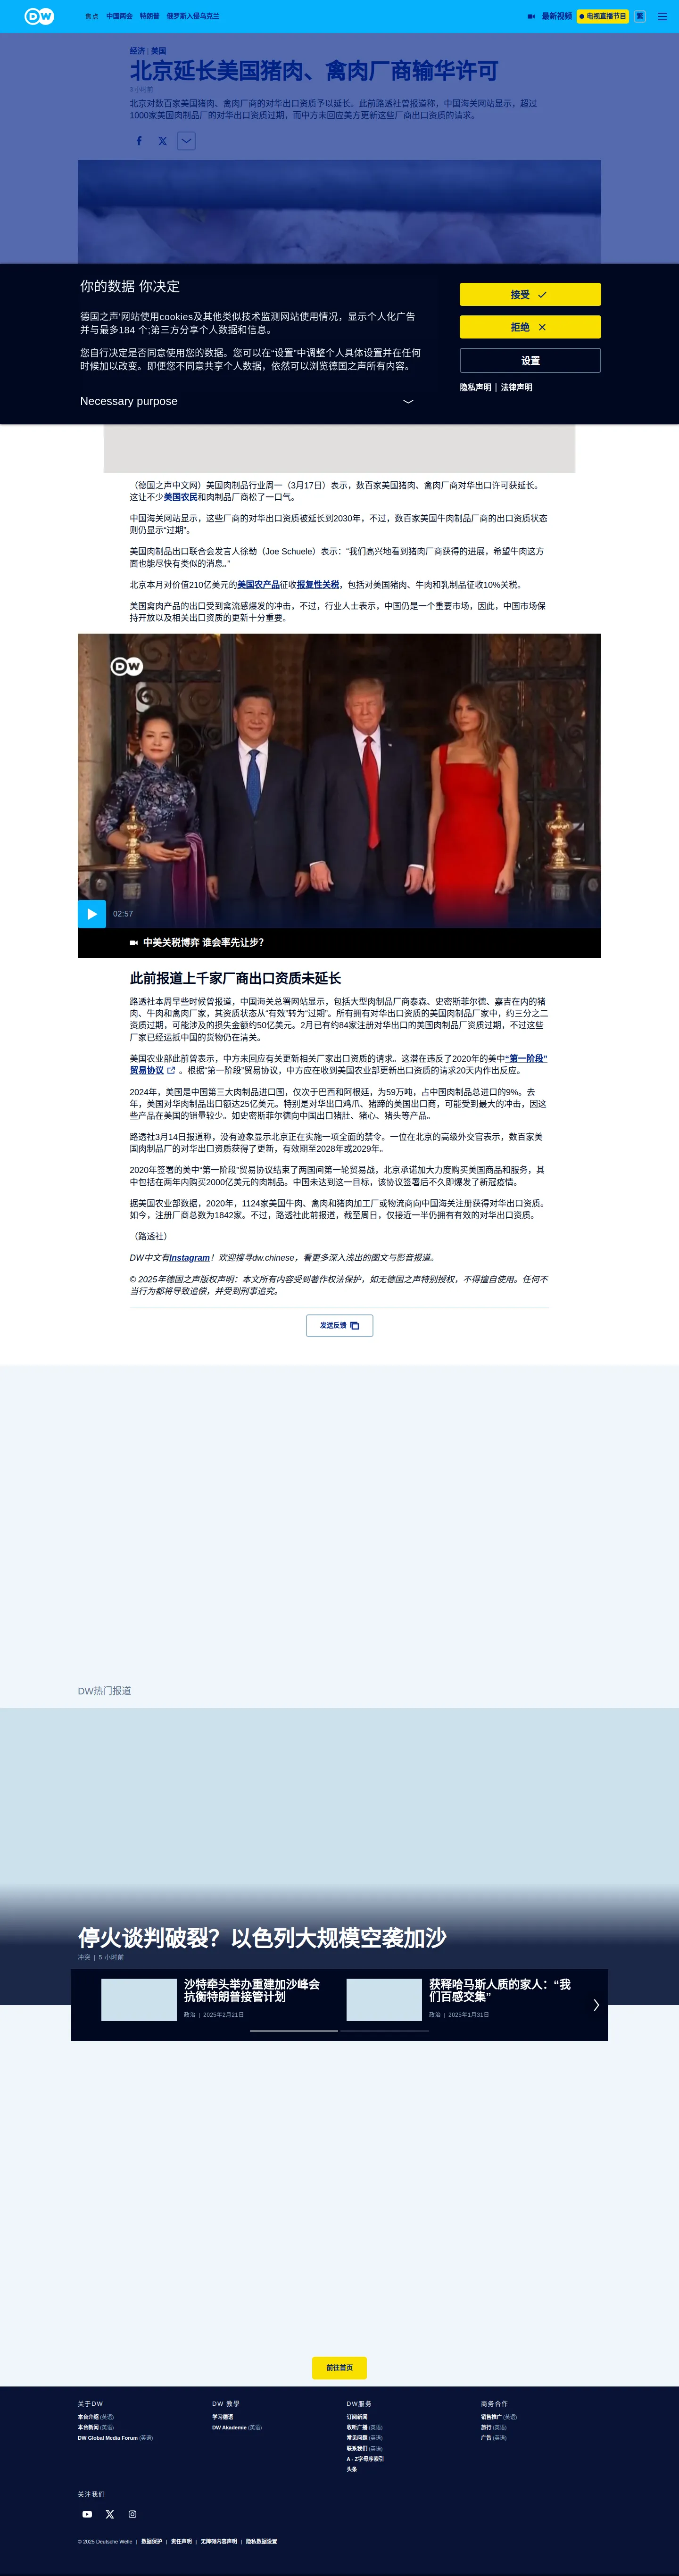 DW
焦点 中国两会 特朗普 俄罗斯入侵乌克兰 最新视频 电视直播节目 繁
经济 | 美国
北京延长美国猪肉、禽肉厂商输华许可
3 小时前
北京对数百家美国猪肉、禽肉厂商的对华出口资质予以延长。此前路透社曾报道称，中国海关网站显示，超过
1000家美国肉制品厂的对华出口资质过期，而中方未回应美方更新这些厂商出口资质的请求。
你的数据 你决定
德国之声'网站使用cookies及其他类似技术监测网站使用情况，显示个人化广告
并与最多184 个;第三方分享个人数据和信息。
您自行决定是否同意使用您的数据。您可以在“设置”中调整个人具体设置并在任何
时候加以改变。即便您不同意共享个人数据，依然可以浏览德国之声所有内容。
Necessary purpose
接受
拒绝
设置
隐私声明 | 法律声明
（德国之声中文网）美国肉制品行业周一（3月17日）表示，数百家美国猪肉、禽肉厂商对华出口许可获延长。
这让不少美国农民和肉制品厂商松了一口气。
中国海关网站显示，这些厂商的对华出口资质被延长到2030年，不过，数百家美国牛肉制品厂商的出口资质状态
则仍显示“过期”。
美国肉制品出口联合会发言人徐勒（Joe Schuele）表示：“我们高兴地看到猪肉厂商获得的进展，希望牛肉这方
面也能尽快有类似的消息。”
北京本月对价值210亿美元的美国农产品征收报复性关税，包括对美国猪肉、牛肉和乳制品征收10%关税。
美国禽肉产品的出口受到禽流感爆发的冲击，不过，行业人士表示，中国仍是一个重要市场，因此，中国市场保
持开放以及相关出口资质的更新十分重要。
DW
02:57
中美关税博弈 谁会率先让步？
此前报道上千家厂商出口资质未延长
路透社本周早些时候曾报道，中国海关总署网站显示，包括大型肉制品厂商泰森、史密斯菲尔德、嘉吉在内的猪
肉、牛肉和禽肉厂家，其资质状态从“有效”转为“过期”。所有拥有对华出口资质的美国肉制品厂家中，约三分之二
资质过期，可能涉及的损失金额约50亿美元。2月已有约84家注册对华出口的美国肉制品厂资质过期，不过这些
厂家已经运抵中国的货物仍在清关。
美国农业部此前曾表示，中方未回应有关更新相关厂家出口资质的请求。这潜在违反了2020年的美中“第一阶段”
贸易协议 。根据“第一阶段”贸易协议，中方应在收到美国农业部更新出口资质的请求20天内作出反应。
2024年，美国是中国第三大肉制品进口国，仅次于巴西和阿根廷，为59万吨，占中国肉制品总进口的9%。去
年，美国对华肉制品出口额达25亿美元。特别是对华出口鸡爪、猪蹄的美国出口商，可能受到最大的冲击，因这
些产品在美国的销量较少。如史密斯菲尔德向中国出口猪肚、猪心、猪头等产品。
路透社3月14日报道称，没有迹象显示北京正在实施一项全面的禁令。一位在北京的高级外交官表示，数百家美
国肉制品厂的对华出口资质获得了更新，有效期至2028年或2029年。
2020年签署的美中“第一阶段”贸易协议结束了两国间第一轮贸易战，北京承诺加大力度购买美国商品和服务，其
中包括在两年内购买2000亿美元的肉制品。中国未达到这一目标，该协议签署后不久即爆发了新冠疫情。
据美国农业部数据，2020年，1124家美国牛肉、禽肉和猪肉加工厂或物流商向中国海关注册获得对华出口资质。
如今，注册厂商总数为1842家。不过，路透社此前报道，截至周日，仅接近一半仍拥有有效的对华出口资质。
（路透社）
DW中文有Instagram！欢迎搜寻dw.chinese，看更多深入浅出的图文与影音报道。
© 2025年德国之声版权声明：本文所有内容受到著作权法保护，如无德国之声特别授权，不得擅自使用。任何不
当行为都将导致追偿，并受到刑事追究。
发送反馈
DW热门报道
停火谈判破裂？以色列大规模空袭加沙
冲突 | 5 小时前
沙特牵头举办重建加沙峰会
抗衡特朗普接管计划
政治 | 2025年2月21日
获释哈马斯人质的家人：“我
们百感交集”
政治 | 2025年1月31日
前往首页
关于DW
本台介绍 (英语)
本台新闻 (英语)
DW Global Media Forum (英语)
DW 教學
学习德语
DW Akademie (英语)
DW服务
订阅新闻
收听广播 (英语)
常见问题 (英语)
联系我们 (英语)
A - Z字母序索引
头条
商务合作
销售推广 (英语)
旅行 (英语)
广告 (英语)
关注我们
© 2025 Deutsche Welle | 数据保护 | 责任声明 | 无障碍内容声明 | 隐私数据设置